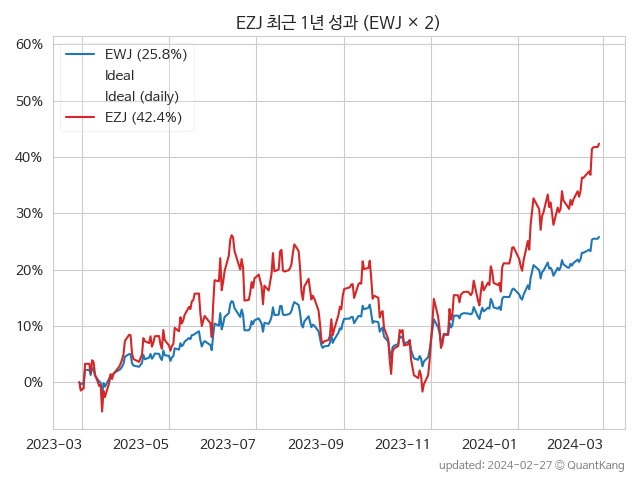 EZJ 최근 1년 성과 (EWJ × 2)
60%
50%
40%
30%
20%
10%
0%
EWJ (25.8%)
Ideal
Ideal (daily)
EZJ (42.4%)
2023-03 2023-05 2023-07 2023-09 2023-11 2024-01 2024-03
updated: 2024-02-27 © QuantKang